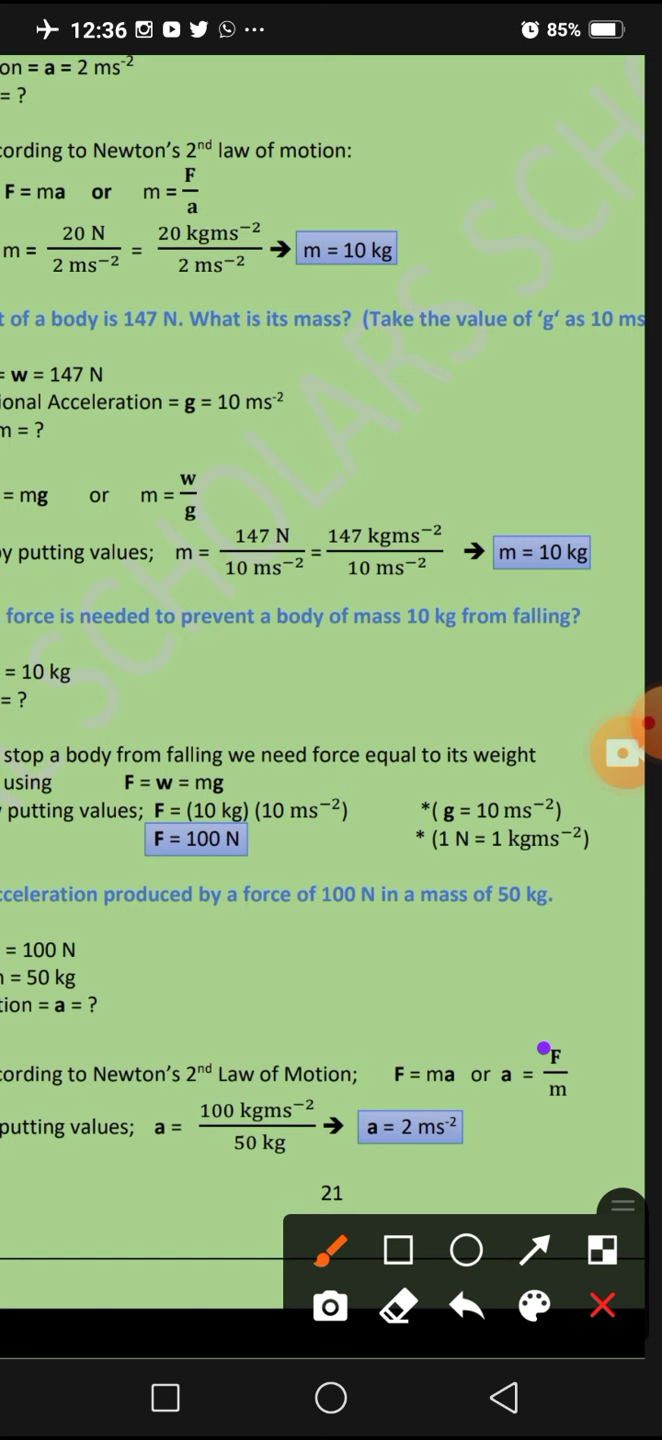 12:36 ... 85%
on = a = 2 ms⁻²
= ?
cording to Newton's 2ⁿᵈ law of motion:
F = ma or m = F/a
m = 20 N / 2 ms⁻² = 20 kgms⁻² / 2 ms⁻² ➔ m = 10 kg
t of a body is 147 N. What is its mass? (Take the value of ‘g‘ as 10 ms
= w = 147 N
ional Acceleration = g = 10 ms⁻²
m = ?
= mg or m = w/g
y putting values; m = 147 N / 10 ms⁻² = 147 kgms⁻² / 10 ms⁻² ➔ m = 10 kg
force is needed to prevent a body of mass 10 kg from falling?
= 10 kg
= ?
stop a body from falling we need force equal to its weight
using F = w = mg
putting values; F = (10 kg) (10 ms⁻²) *( g = 10 ms⁻²)
F = 100 N * (1 N = 1 kgms⁻²)
cceleration produced by a force of 100 N in a mass of 50 kg.
= 100 N
= 50 kg
tion = a = ?
cording to Newton's 2ⁿᵈ Law of Motion; F = ma or a = F/m
putting values; a = 100 kgms⁻² / 50 kg ➔ a = 2 ms⁻²
21
SCHOLARS SCH